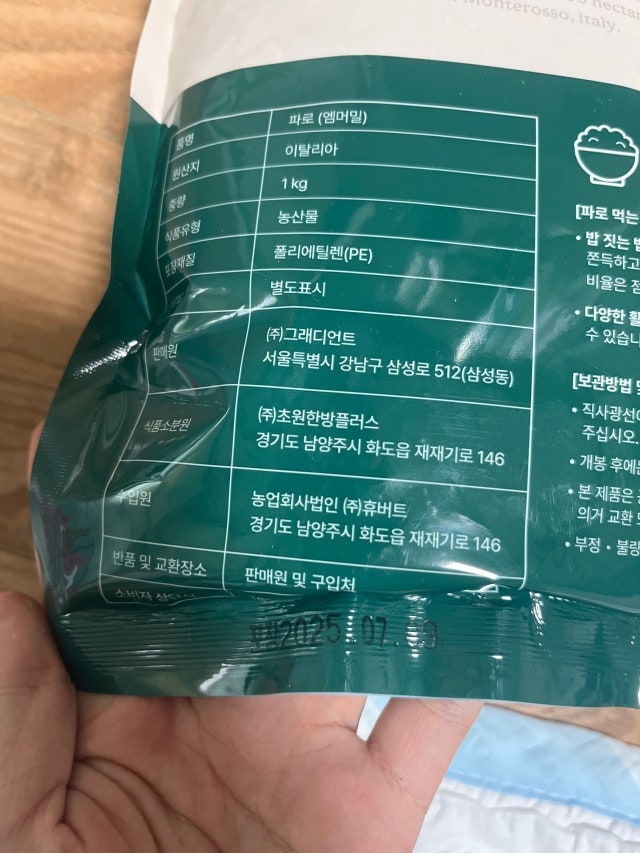 nectar
Monterosso, Italy.
품명 파로 (엠머밀)
원산지 이탈리아
중량 1 kg
식품유형 농산물
포장재질 폴리에틸렌(PE)
별도표시
판매원 ㈜그래디언트
서울특별시 강남구 삼성로 512(삼성동)
식품소분원 ㈜초원한방플러스
경기도 남양주시 화도읍 재재기로 146
수입원 농업회사법인 ㈜휴버트
경기도 남양주시 화도읍 재재기로 146
반품 및 교환장소 판매원 및 구입처
소비자
2025.07.
[파로 먹는
• 밥 짓는
쫀득하고
비율은
• 다양한
수 있습니
[보관방법
• 직사광선
주십시오.
• 개봉 후에
• 본 제품은
의거 교환
• 부정 • 불량